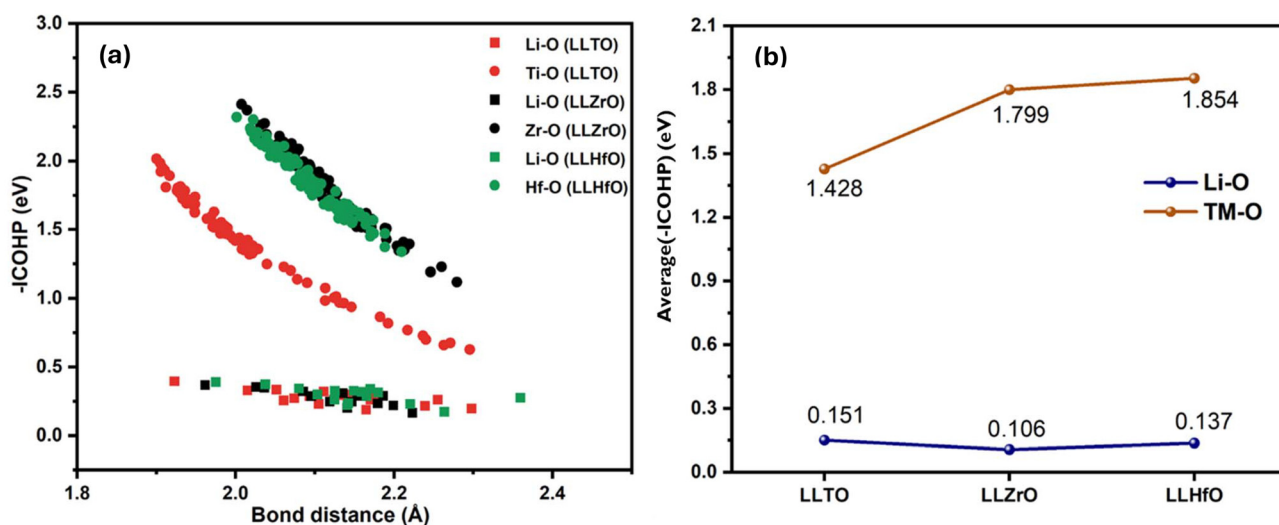 (a)
3.0
2.5
2.0
1.5
1.0
0.5
0.0
-ICOHP (eV)
Li-O (LLTO)
Ti-O (LLTO)
Li-O (LLZrO)
Zr-O (LLZrO)
Li-O (LLHfO)
Hf-O (LLHfO)
1.8 2.0 2.2 2.4
Bond distance (Å)
(b)
2.1
1.8
1.5
1.2
0.9
0.6
0.3
0.0
Average(-ICOHP) (eV)
1.428
1.799
1.854
Li-O
TM-O
0.151
0.106
0.137
LLTO LLZrO LLHfO